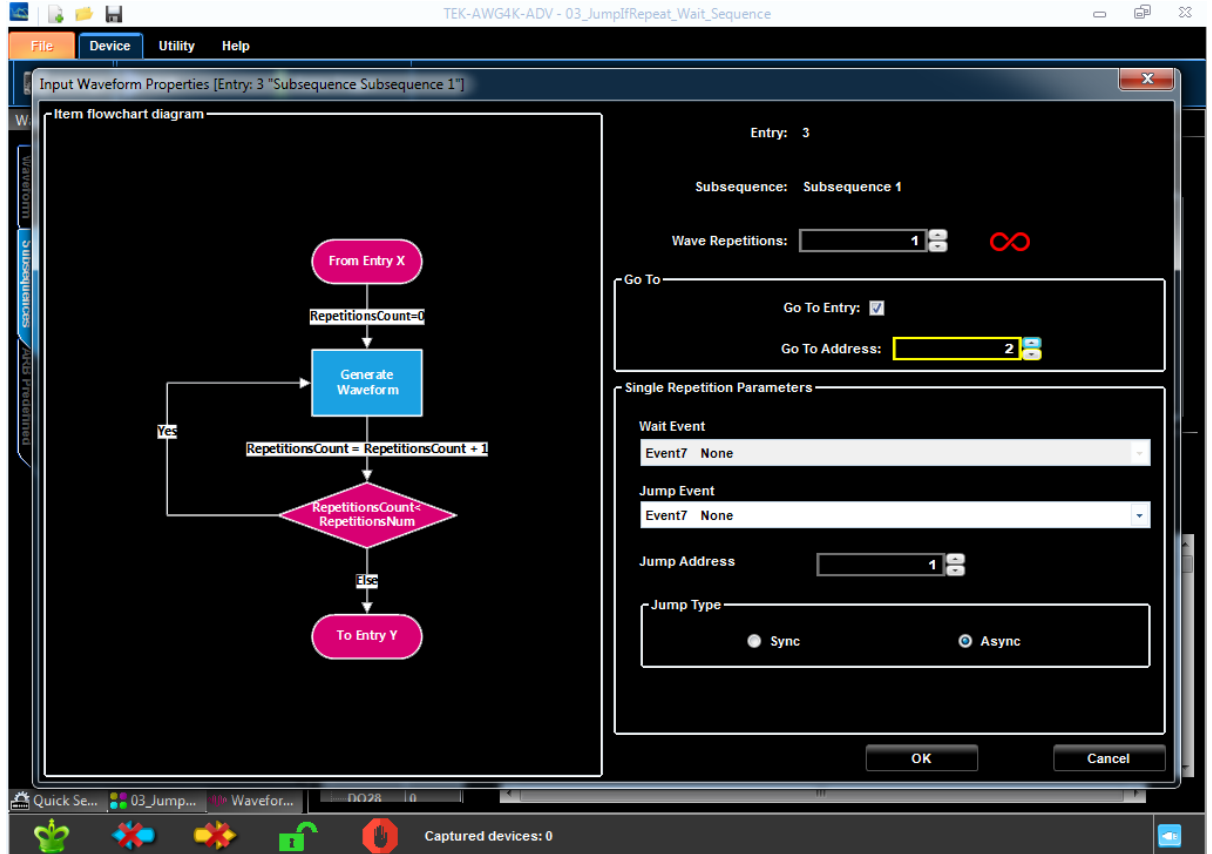 TEK-AWG4K-ADV - 03_JumpIfRepeat_Wait_Sequence
File Device Utility Help
Input Waveform Properties [Entry: 3 "Subsequence Subsequence 1"]
W
Waveform
Subsequences
ARB Predefined
Item flowchart diagram
From Entry X
RepetitionsCount=0
Generate
Waveform
Yes
RepetitionsCount = RepetitionsCount + 1
RepetitionsCount<
RepetitionsNum
Else
To Entry Y
Entry: 3
Subsequence: Subsequence 1
Wave Repetitions: 1
Go To
Go To Entry:
Go To Address: 2
Single Repetition Parameters
Wait Event
Event7 None
Jump Event
Event7 None
Jump Address 1
Jump Type
Sync Async
OK Cancel
Quick Se... 03_Jump... Wavefor... DO28 0
Captured devices: 0